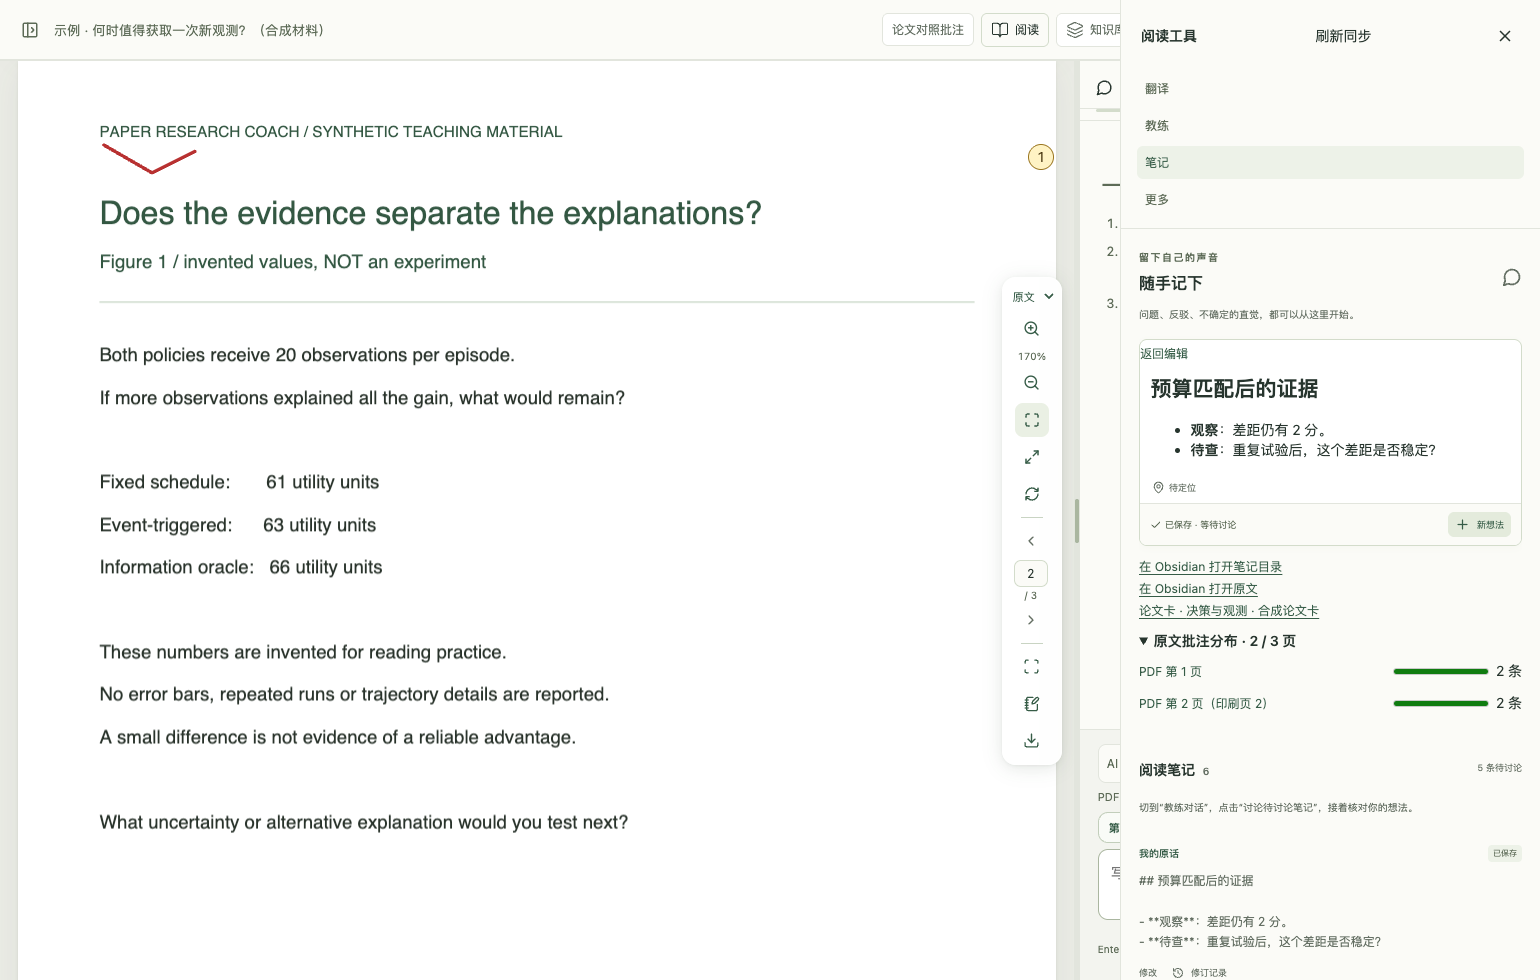 示例 · 何时值得获取一次新观测？（合成材料）
论文对照批注
阅读
知识库
PAPER RESEARCH COACH / SYNTHETIC TEACHING MATERIAL
1
Does the evidence separate the explanations?
Figure 1 / invented values, NOT an experiment
Both policies receive 20 observations per episode.
If more observations explained all the gain, what would remain?
Fixed schedule: 61 utility units
Event-triggered: 63 utility units
Information oracle: 66 utility units
These numbers are invented for reading practice.
No error bars, repeated runs or trajectory details are reported.
A small difference is not evidence of a reliable advantage.
What uncertainty or alternative explanation would you test next?
原文
170%
2
/ 3
1.
2.
3.
AI
PDF
第
写
Enter
阅读工具
刷新同步
翻译
教练
笔记
更多
留下自己的声音
随手记下
问题、反驳、不确定的直觉，都可以从这里开始。
返回编辑
预算匹配后的证据
• 观察：差距仍有 2 分。
• 待查：重复试验后，这个差距是否稳定？
待定位
已保存 · 等待讨论
新想法
在 Obsidian 打开笔记目录
在 Obsidian 打开原文
论文卡 · 决策与观测 · 合成论文卡
▼ 原文批注分布 · 2 / 3 页
PDF 第 1 页 2 条
PDF 第 2 页（印刷页 2） 2 条
阅读笔记 6
5 条待讨论
切到“教练对话”，点击“讨论待讨论笔记”，接着核对你的想法。
我的原话
已保存
## 预算匹配后的证据
- **观察**：差距仍有 2 分。
- **待查**：重复试验后，这个差距是否稳定？
修改
修订记录